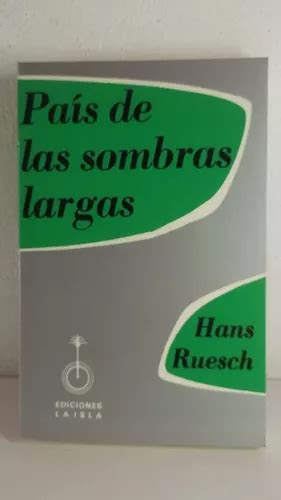 País de
las sombras
largas
Hans
Ruesch
EDICIONES
LA ISLA